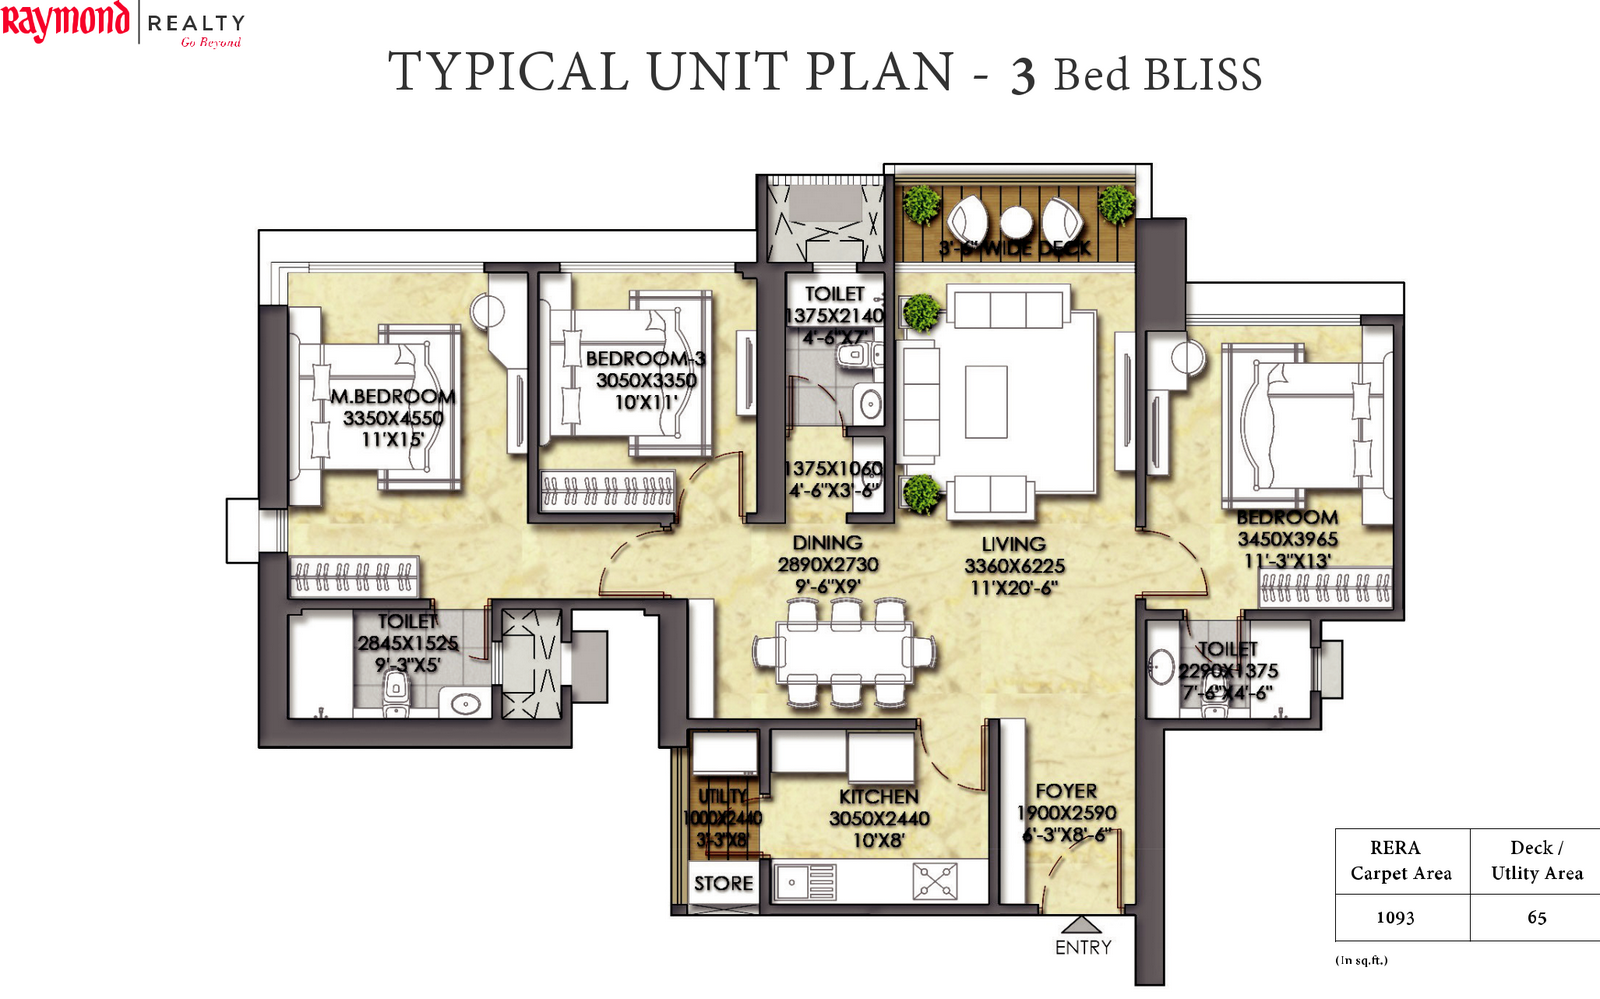 Raymond REALTY
Go Beyond
TYPICAL UNIT PLAN - 3 Bed BLISS
3'-6" WIDE DECK
TOILET
1375X2140
4'-6"X7'
BEDROOM-3
3050X3350
10'X11'
M.BEDROOM
3350X4550
11'X15'
1375X1060
4'-6"X3'-6"
BEDROOM
3450X3965
11'-3"X13'
DINING
2890X2730
9'-6"X9'
LIVING
3360X6225
11'X20'-6"
TOILET
2845X1525
9'-3"X5'
TOILET
2290X1375
7'-6"X4'-6"
UTILITY
1000X2440
3'-3"X8'
KITCHEN
3050X2440
10'X8'
FOYER
1900X2590
6'-3"X8'-6"
STORE
ENTRY
RERA
Carpet Area
Deck /
Utlity Area
1093
65
(In sq.ft.)